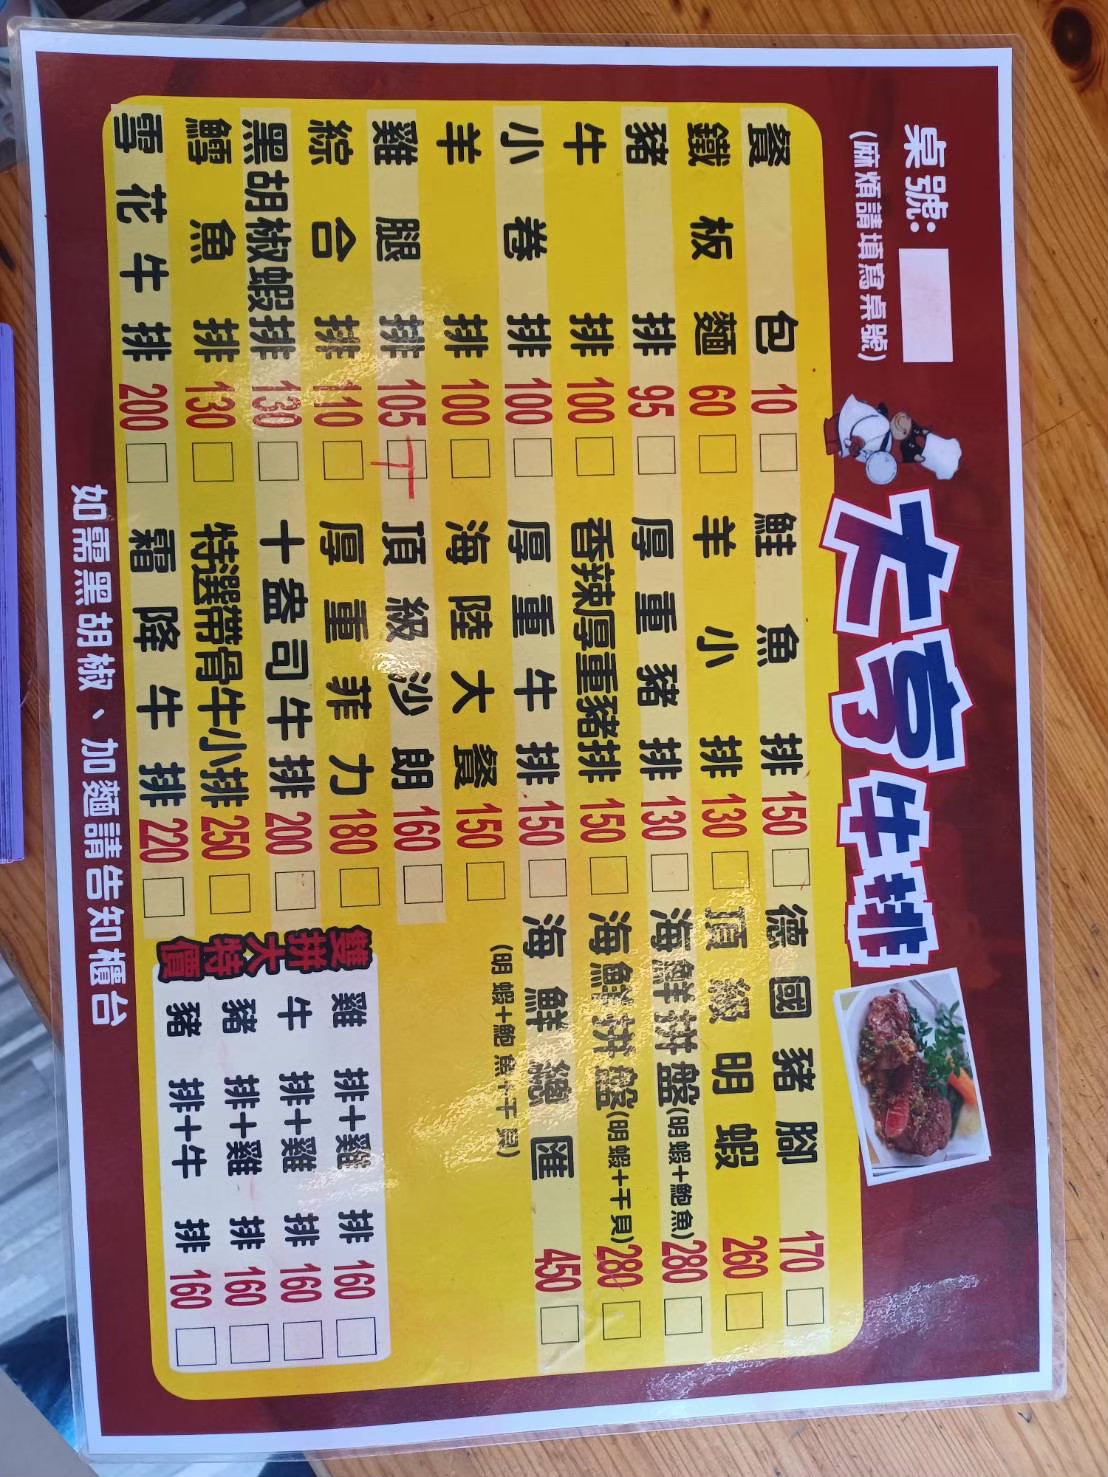 桌號:
(麻煩請填寫桌號)
大亨牛排
餐包 10
鐵板麵 60
豬排 95
牛排 100
小卷排 100
羊排 100
雞腿排 105
綜合排 110
黑胡椒蝦排 130
鱈魚排 130
雪花牛排 200
鮭魚排 150
羊小排 130
厚重豬排 130
香辣厚重豬排 150
厚重牛排 150
海陸大餐 150
頂級沙朗 160
厚重菲力 180
十盎司牛排 200
特選帶骨牛小排 250
霜降牛排 220
德國豬腳 170
頂級明蝦 260
海鮮拼盤(明蝦+鮑魚) 280
海鮮拼盤(明蝦+干貝) 280
海鮮總匯 450
(明蝦+鮑魚+干貝)
雙拼大特價
雞排+雞排 160
牛排+雞排 160
豬排+雞排 160
豬排+牛排 160
如需黑胡椒、加麵請告知櫃台